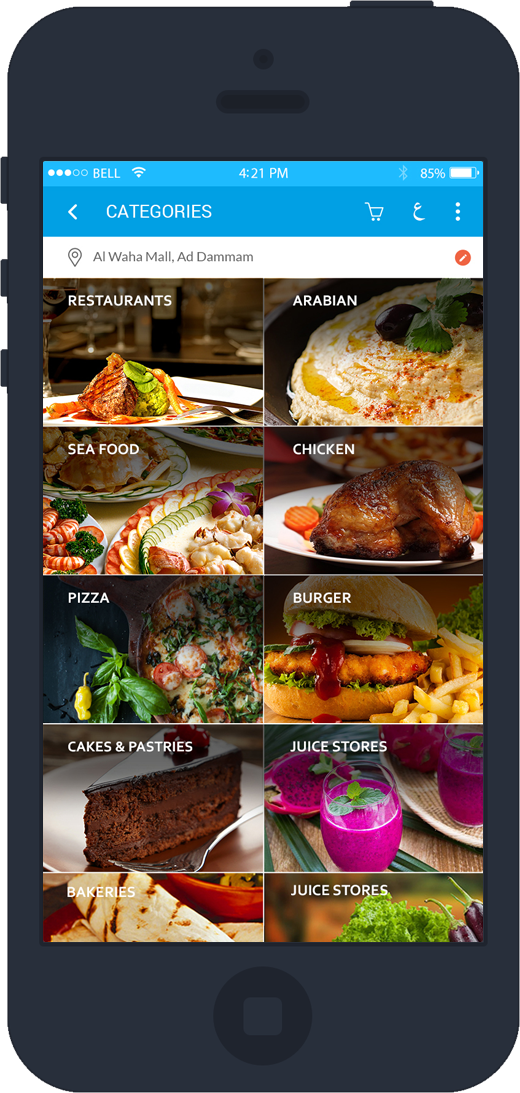 BELL 4:21 PM 85%
CATEGORIES ع
Al Waha Mall, Ad Dammam
RESTAURANTS
ARABIAN
SEA FOOD
CHICKEN
PIZZA
BURGER
CAKES & PASTRIES
JUICE STORES
BAKERIES
JUICE STORES